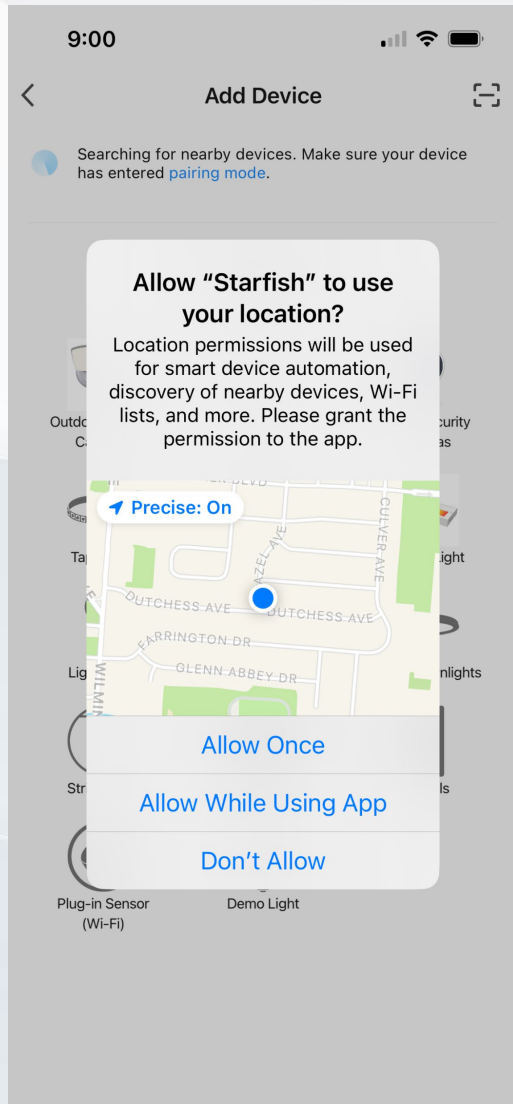 9:00
Add Device
Searching for nearby devices. Make sure your device
has entered pairing mode.
Allow “Starfish” to use
your location?
Location permissions will be used
for smart device automation,
discovery of nearby devices, Wi-Fi
lists, and more. Please grant the
permission to the app.
Precise: On
CULVER AVE
DUTCHESS AVE
DUTCHESS AVE
FARRINGTON DR
GLENN ABBEY DR
Allow Once
Allow While Using App
Don’t Allow
Plug-in Sensor
(Wi-Fi)
Demo Light